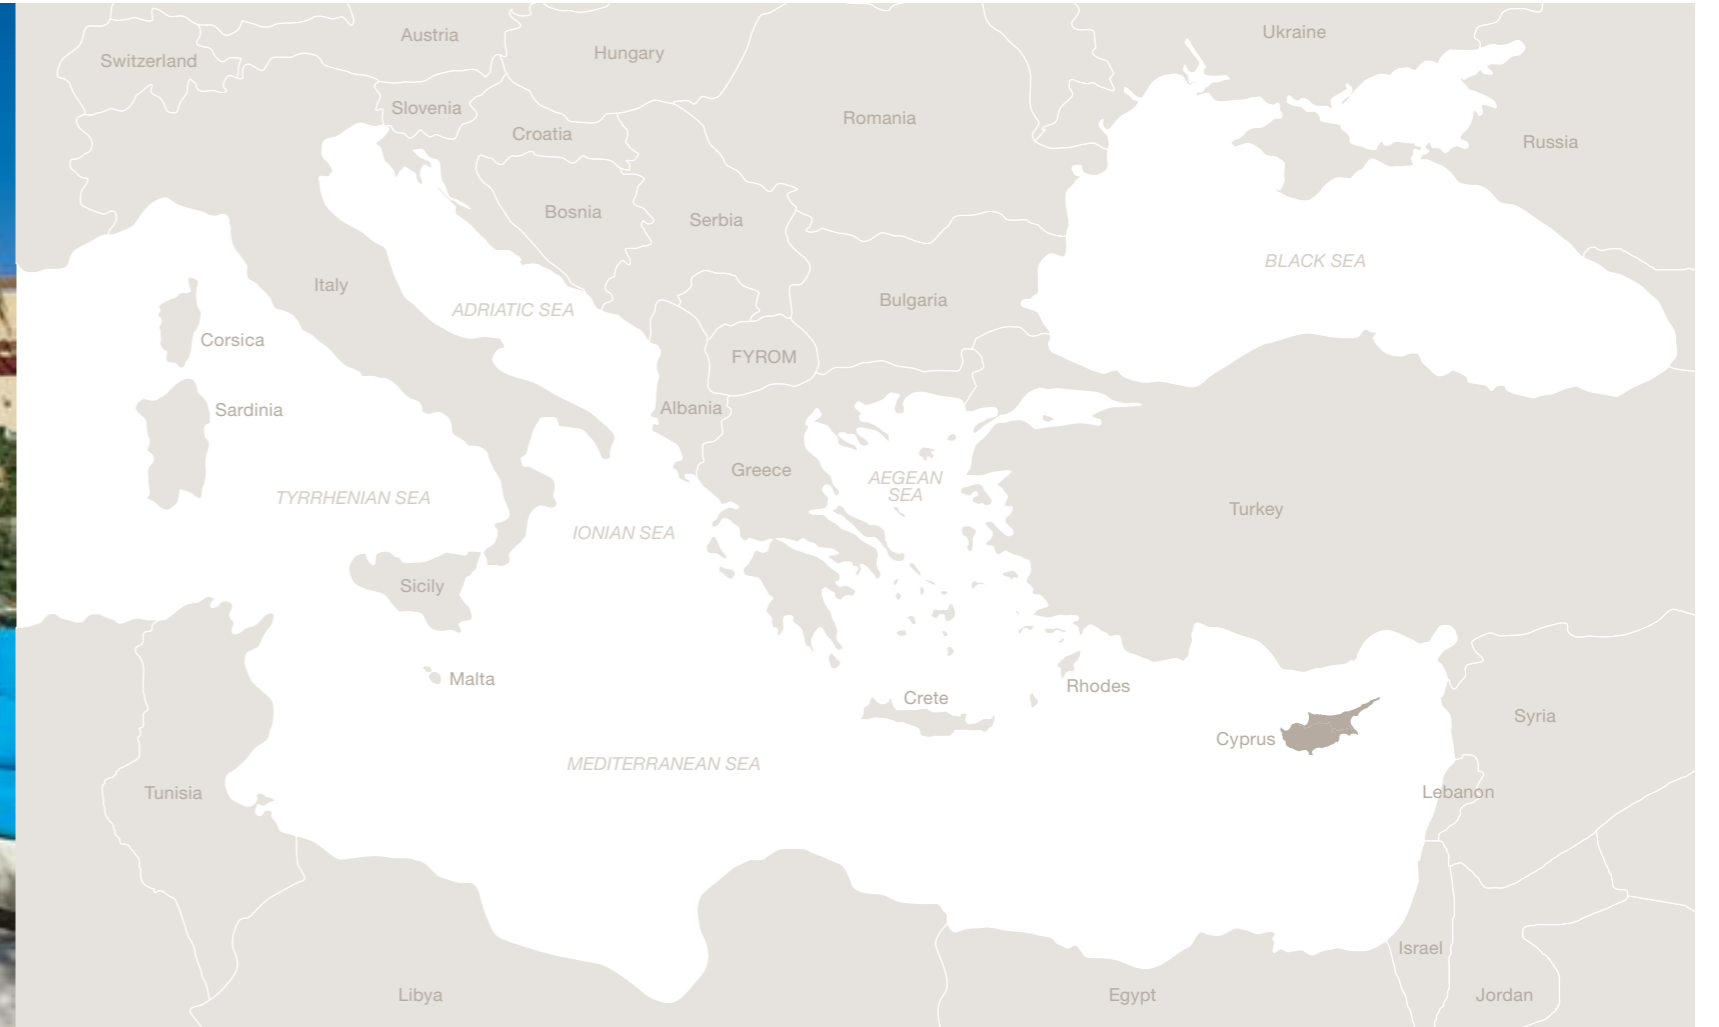 Austria
Switzerland
Hungary
Ukraine
Slovenia
Croatia
Romania
Russia
Bosnia
Serbia
Italy
ADRIATIC SEA
BLACK SEA
Bulgaria
Corsica
FYROM
Sardinia
Albania
Greece
AEGEAN
SEA
TYRRHENIAN SEA
IONIAN SEA
Turkey
Sicily
Malta
Crete
Rhodes
Cyprus
Syria
MEDITERRANEAN SEA
Tunisia
Lebanon
Israel
Libya
Egypt
Jordan